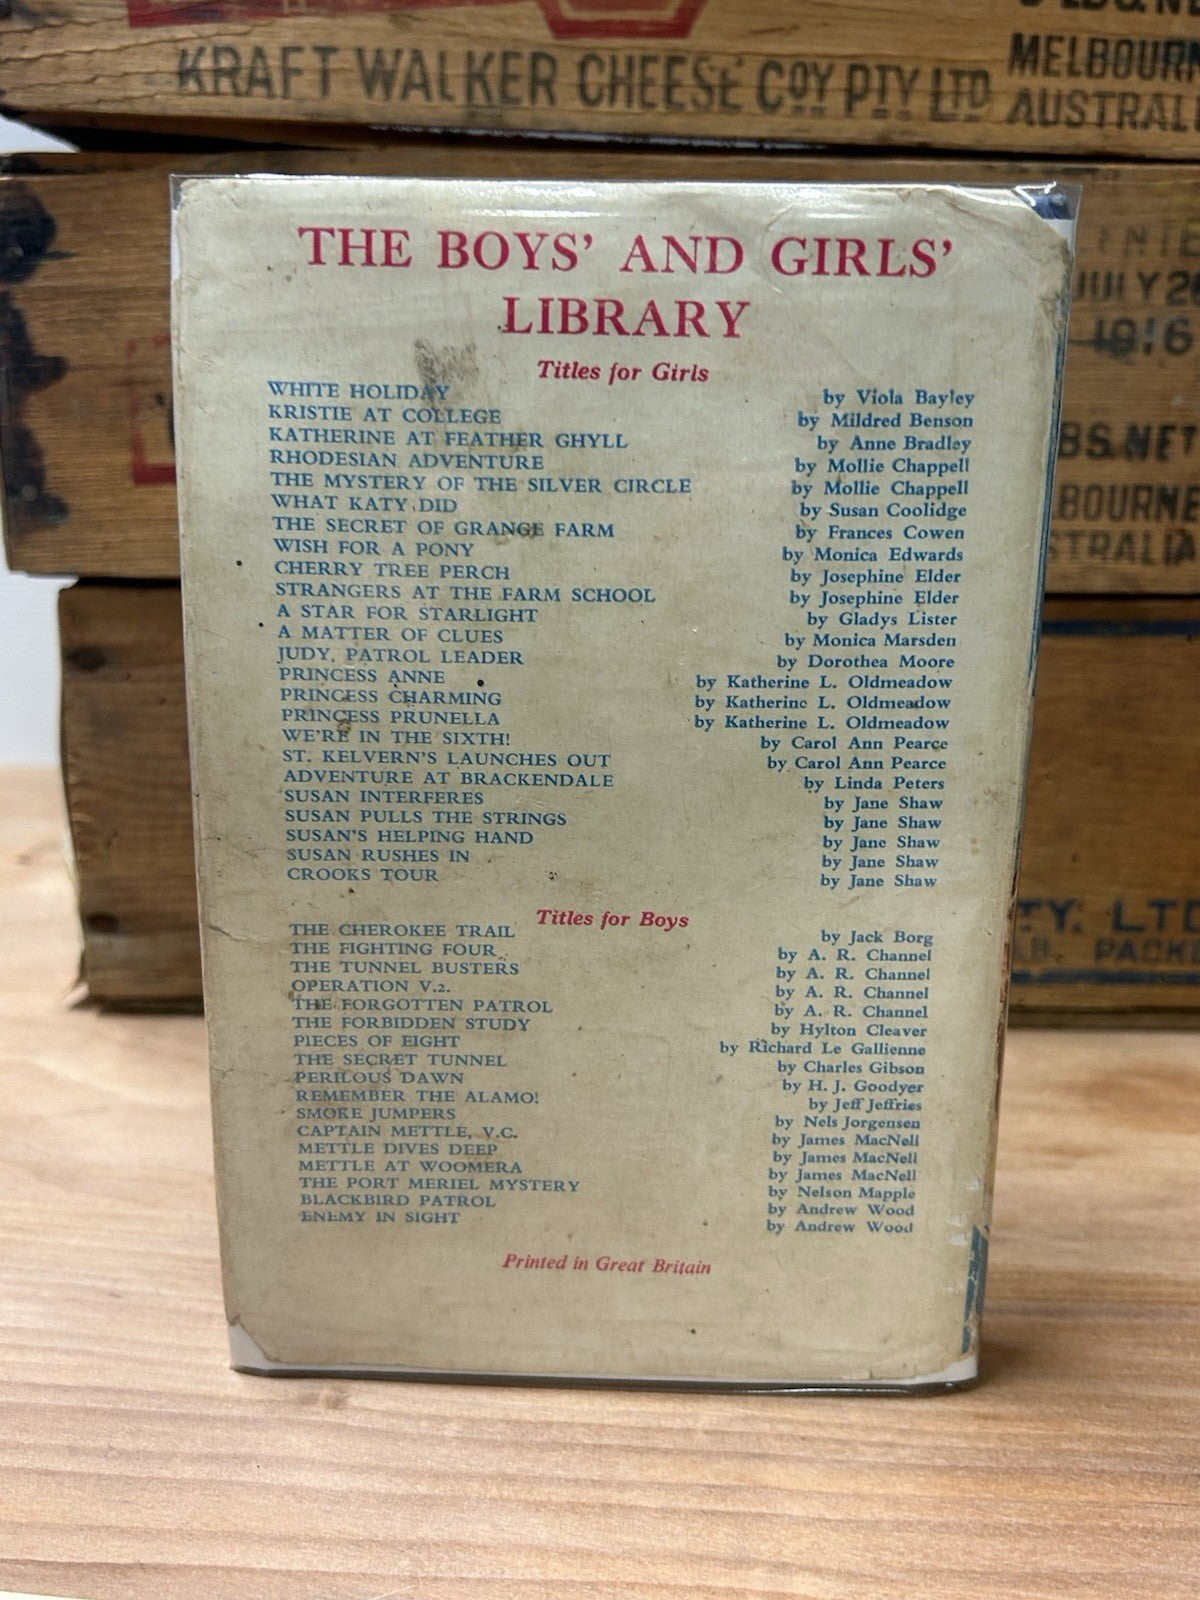 KRAFT WALKER CHEESE COY PTY LTD
MELBOURN
AUSTRAL
JULY 26
1916
BS. NET
BOURNE
STRALIA
TY. LTD
PACK
THE BOYS' AND GIRLS'
LIBRARY
Titles for Girls
WHITE HOLIDAY by Viola Bayley
KRISTIE AT COLLEGE by Mildred Benson
KATHERINE AT FEATHER GHYLL by Anne Bradley
RHODESIAN ADVENTURE by Mollie Chappell
THE MYSTERY OF THE SILVER CIRCLE by Mollie Chappell
WHAT KATY DID by Susan Coolidge
THE SECRET OF GRANGE FARM by Frances Cowen
WISH FOR A PONY by Monica Edwards
CHERRY TREE PERCH by Josephine Elder
STRANGERS AT THE FARM SCHOOL by Josephine Elder
A STAR FOR STARLIGHT by Gladys Lister
A MATTER OF CLUES by Monica Marsden
JUDY, PATROL LEADER by Dorothea Moore
PRINCESS ANNE by Katherine L. Oldmeadow
PRINCESS CHARMING by Katherine L. Oldmeadow
PRINCESS PRUNELLA by Katherine L. Oldmeadow
WE'RE IN THE SIXTH! by Carol Ann Pearce
ST. KELVERN'S LAUNCHES OUT by Carol Ann Pearce
ADVENTURE AT BRACKENDALE by Linda Peters
SUSAN INTERFERES by Jane Shaw
SUSAN PULLS THE STRINGS by Jane Shaw
SUSAN'S HELPING HAND by Jane Shaw
SUSAN RUSHES IN by Jane Shaw
CROOKS TOUR by Jane Shaw
Titles for Boys
THE CHEROKEE TRAIL by Jack Borg
THE FIGHTING FOUR by A. R. Channel
THE TUNNEL BUSTERS by A. R. Channel
OPERATION V.2. by A. R. Channel
THE FORGOTTEN PATROL by A. R. Channel
THE FORBIDDEN STUDY by Hylton Cleaver
PIECES OF EIGHT by Richard Le Gallienne
THE SECRET TUNNEL by Charles Gibson
PERILOUS DAWN by H. J. Goodyer
REMEMBER THE ALAMO! by Jeff Jeffries
SMOKE JUMPERS by Nels Jorgensen
CAPTAIN METTLE, V.C. by James MacNell
METTLE DIVES DEEP by James MacNell
METTLE AT WOOMERA by James MacNell
THE PORT MERIEL MYSTERY by Nelson Mapple
BLACKBIRD PATROL by Andrew Wood
ENEMY IN SIGHT by Andrew Wood
Printed in Great Britain